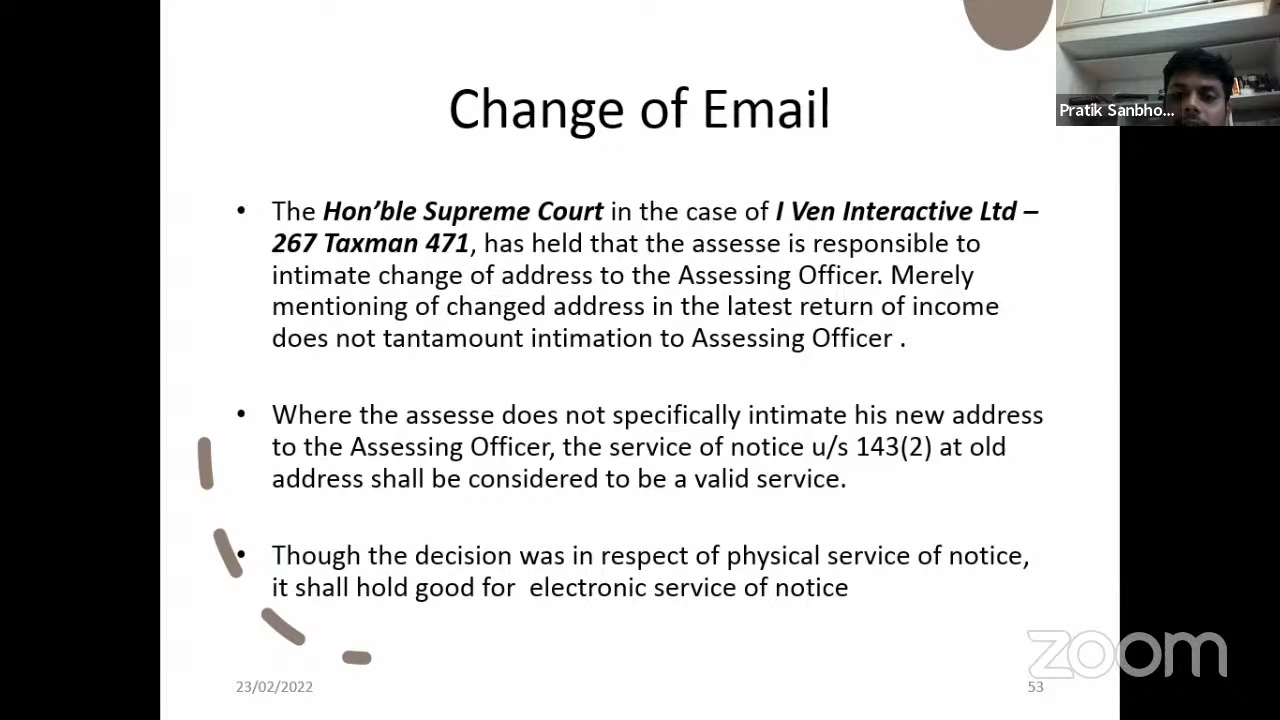 Pratik Sanbho...
Change of Email
• The Hon’ble Supreme Court in the case of I Ven Interactive Ltd –
267 Taxman 471, has held that the assesse is responsible to
intimate change of address to the Assessing Officer. Merely
mentioning of changed address in the latest return of income
does not tantamount intimation to Assessing Officer .
• Where the assesse does not specifically intimate his new address
to the Assessing Officer, the service of notice u/s 143(2) at old
address shall be considered to be a valid service.
• Though the decision was in respect of physical service of notice,
it shall hold good for  electronic service of notice
zoom
23/02/2022
53